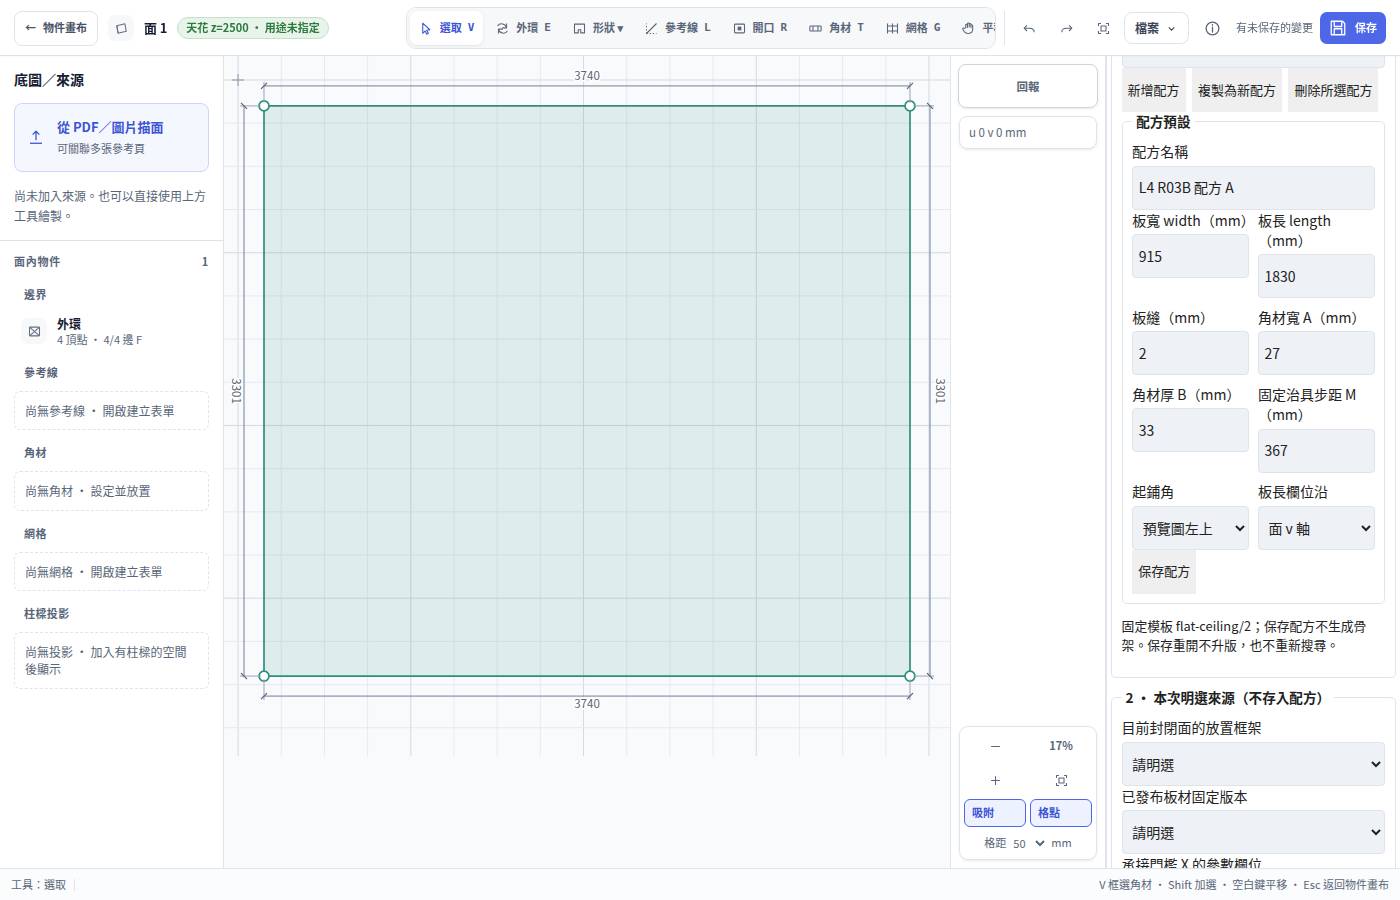 ← 物件畫布
面 1
天花 z=2500 · 用途未指定
選取 V
外環 E
形狀 ▾
參考線 L
開口 R
角材 T
網格 G
檔案
有未保存的變更
保存
底圖／來源
從 PDF／圖片描面
可關聯多張參考頁
尚未加入來源。也可以直接使用上方
工具繪製。
面內物件 1
邊界
外環
4 頂點 · 4/4 邊 F
參考線
尚無參考線 · 開啟建立表單
角材
尚無角材 · 設定並放置
網格
尚無網格 · 開啟建立表單
柱樑投影
尚無投影 · 加入有柱樑的空間
後顯示
3740
3301
3301
3740
回報
u 0 v 0 mm
− 17%
+
吸附 格點
格距 50 mm
新增配方 複製為新配方 刪除所選配方
配方預設
配方名稱
L4 R03B 配方 A
板寬 width（mm） 板長 length
（mm）
915
1830
板縫（mm） 角材寬 A（mm）
2 27
角材厚 B（mm） 固定治具步距 M
（mm）
33
367
起鋪角 板長欄位沿
預覽圖左上 面 v 軸
保存配方
固定模板 flat-ceiling/2；保存配方不生成骨
架。保存重開不升版，也不重新搜尋。
2 · 本次明選來源（不存入配方）
目前封閉面的放置框架
請明選
已發布板材固定版本
請明選
承接門檻 X 的參數欄位
工具：選取
V 框選角材 · Shift 加選 · 空白鍵平移 · Esc 返回物件畫布